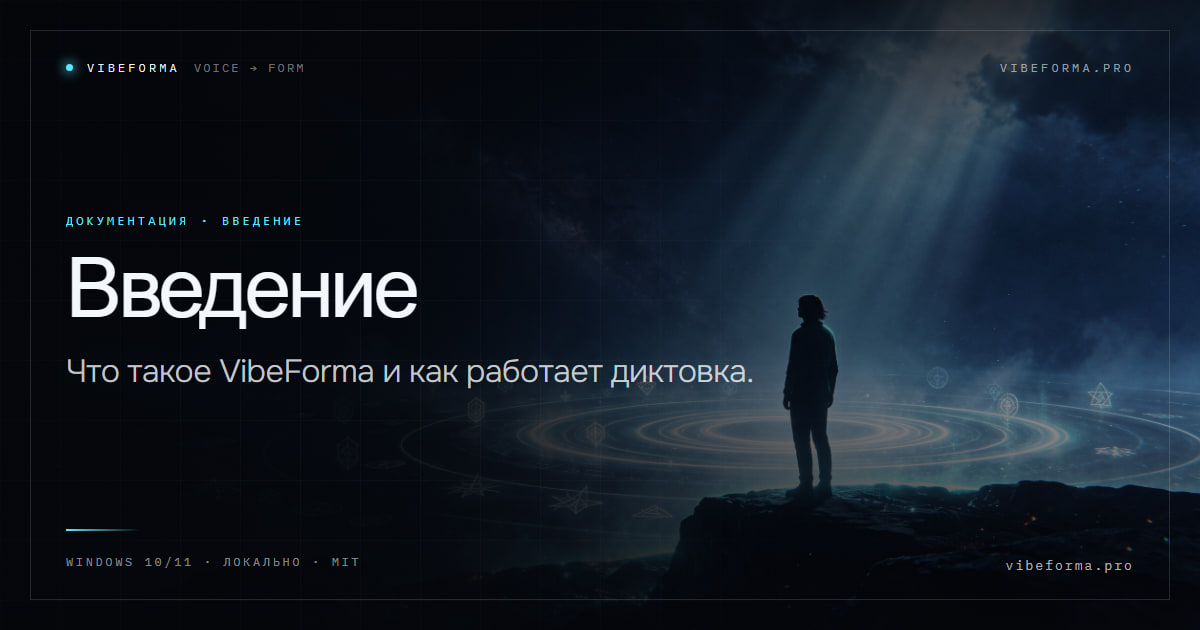 VIBEFORMA VOICE → FORM
VIBEFORMA.PRO
ДОКУМЕНТАЦИЯ · ВВЕДЕНИЕ
Введение
Что такое VibeForma и как работает диктовка.
WINDOWS 10/11 · ЛОКАЛЬНО · MIT
vibeforma.pro